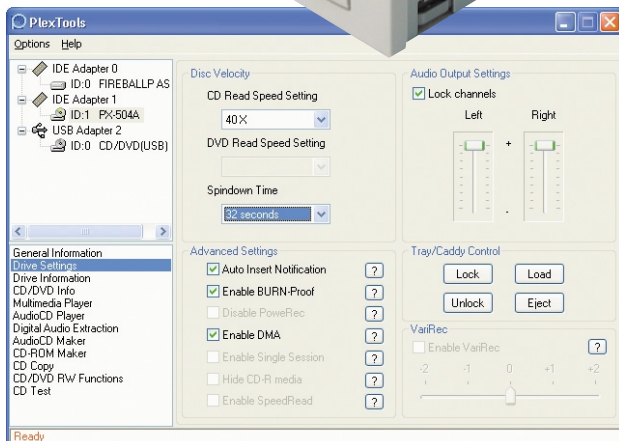 PlexTools
Options Help
IDE Adapter 0
ID:0 FIREBALLP AS
IDE Adapter 1
ID:1 PX-504A
USB Adapter 2
ID:0 CD/DVD(USB)
General Information
Drive Settings
Drive Information
CD/DVD Info
Multimedia Player
AudioCD Player
Digital Audio Extraction
AudioCD Maker
CD-ROM Maker
CD Copy
CD/DVD RW Functions
CD Test
Disc Velocity
CD Read Speed Setting
40X
DVD Read Speed Setting
Spindown Time
32 seconds
Audio Output Settings
Lock channels
Left Right
+
-
Advanced Settings
Auto Insert Notification ?
Enable BURN-Proof ?
Disable PoweRec ?
Enable DMA ?
Enable Single Session ?
Hide CD-R media ?
Enable SpeedRead ?
Tray/Caddy Control
Lock Load
Unlock Eject
VariRec
Enable VariRec ?
-2 -1 0 +1 +2
Ready